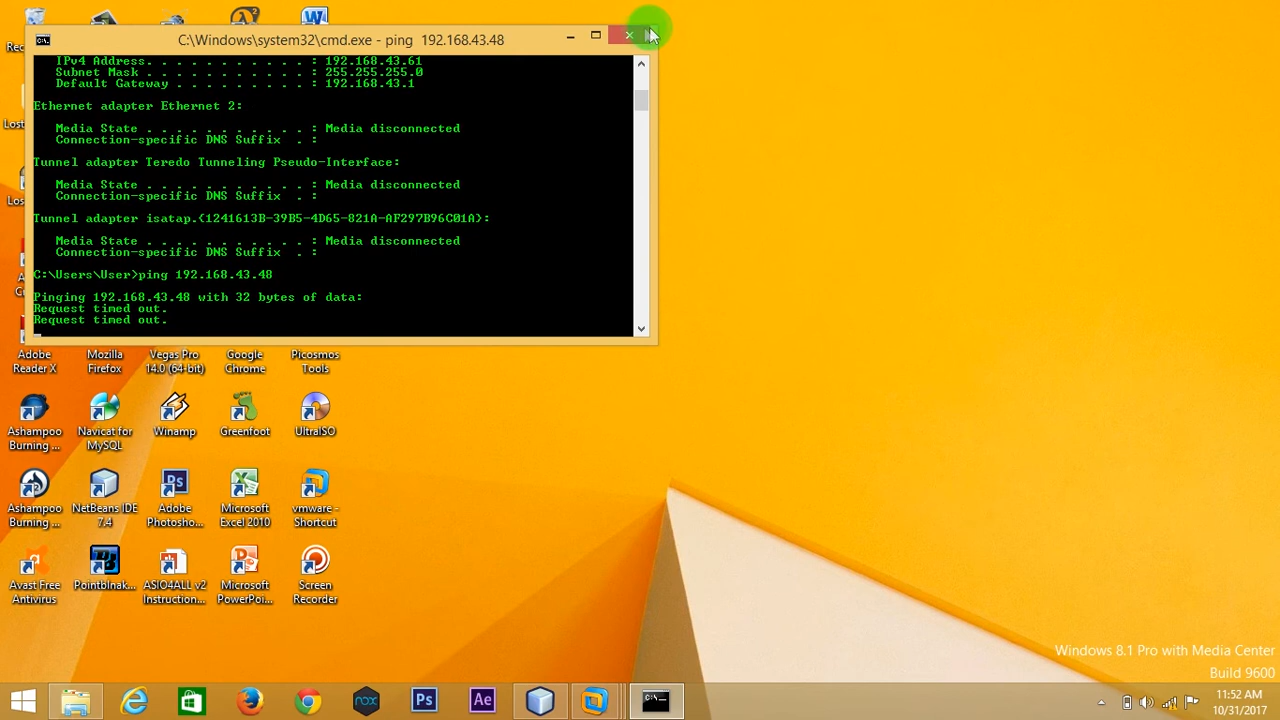 C:\Windows\system32\cmd.exe - ping  192.168.43.48
IPv4 Address. . . . . . . . . . . : 192.168.43.61
Subnet Mask . . . . . . . . . . . : 255.255.255.0
Default Gateway . . . . . . . . . : 192.168.43.1
Ethernet adapter Ethernet 2:
Media State . . . . . . . . . . . : Media disconnected
Connection-specific DNS Suffix  . :
Tunnel adapter Teredo Tunneling Pseudo-Interface:
Media State . . . . . . . . . . . : Media disconnected
Connection-specific DNS Suffix  . :
Tunnel adapter isatap.{1241613B-39B5-4D65-821A-AF297B96C01A}:
Media State . . . . . . . . . . . : Media disconnected
Connection-specific DNS Suffix  . :
C:\Users\User>ping 192.168.43.48
Pinging 192.168.43.48 with 32 bytes of data:
Request timed out.
Request timed out.
Adobe Reader X
Mozilla Firefox
Vegas Pro 14.0 (64-bit)
Google Chrome
Picosmos Tools
Ashampoo Burning ...
Navicat for MySQL
Winamp
Greenfoot
UltraISO
Ashampoo Burning ...
NetBeans IDE 7.4
Adobe Photosho...
Microsoft Excel 2010
vmware - Shortcut
Avast Free Antivirus
Pointblnak...
ASIO4ALL v2 Instruction...
Microsoft PowerPoi...
Screen Recorder
Windows 8.1 Pro with Media Center
Build 9600
nox
Ps
Ae
11:52 AM
10/31/2017